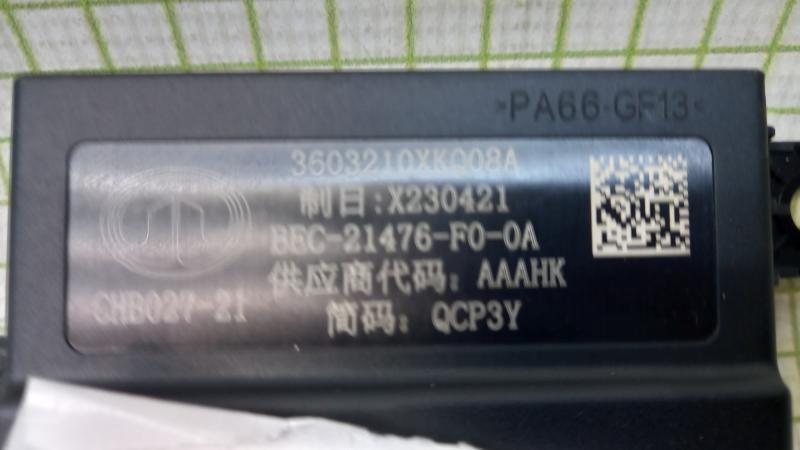 >PA66-GF13<
3603210XKQ08A
制日:X230421
BEC-21476-F0-0A
供应商代码: AAAHK
CHB027-21
简码: QCP3Y